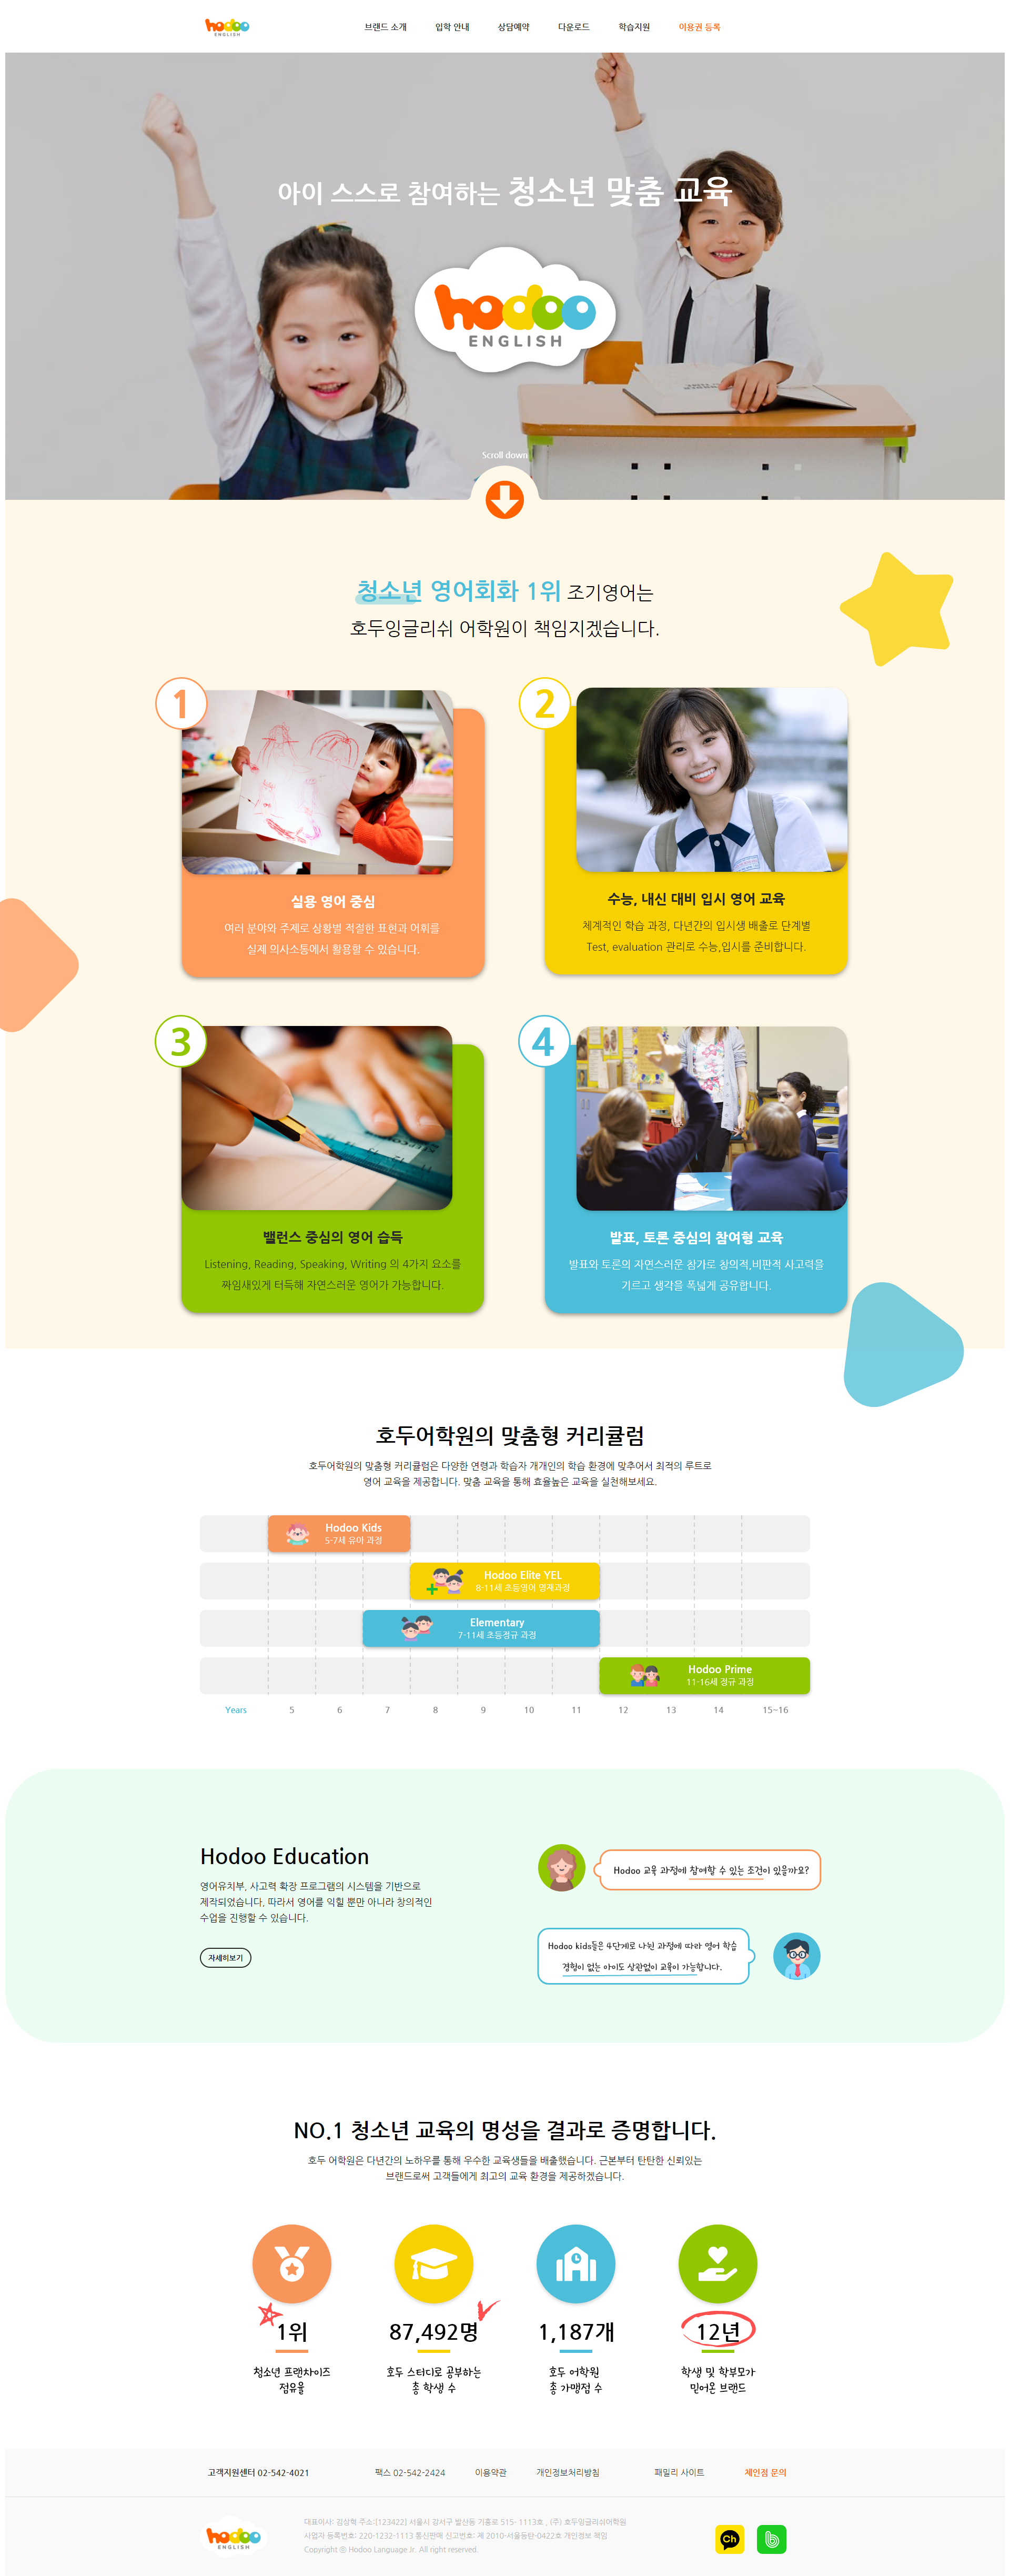 hodoo
ENGLISH
브랜드 소개 입학 안내 상담예약 다운로드 학습지원 이용권 등록
아이 스스로 참여하는 청소년 맞춤 교육
hodoo
ENGLISH
Scroll down
청소년 영어회화 1위 조기영어는
호두잉글리쉬 어학원이 책임지겠습니다.
1
실용 영어 중심
여러 분야와 주제로 상황별 적절한 표현과 어휘를
실제 의사소통에서 활용할 수 있습니다.
2
수능, 내신 대비 입시 영어 교육
체계적인 학습 과정, 다년간의 입시생 배출로 단계별
Test, evaluation 관리로 수능,입시를 준비합니다.
3
밸런스 중심의 영어 습득
Listening, Reading, Speaking, Writing 의 4가지 요소를
짜임새있게 터득해 자연스러운 영어가 가능합니다.
4
발표, 토론 중심의 참여형 교육
발표와 토론의 자연스러운 참가로 창의적,비판적 사고력을
기르고 생각을 폭넓게 공유합니다.
호두어학원의 맞춤형 커리큘럼
호두어학원의 맞춤형 커리큘럼은 다양한 연령과 학습자 개개인의 학습 환경에 맞추어서 최적의 루트로
영어 교육을 제공합니다. 맞춤 교육을 통해 효율높은 교육을 실천해보세요.
Hodoo Kids
5-7세 유아 과정
Hodoo Elite YEL
8-11세 초등영어 영재과정
Elementary
7-11세 초등정규 과정
Hodoo Prime
11-16세 정규 과정
Years 5 6 7 8 9 10 11 12 13 14 15~16
Hodoo Education
영어유치부, 사고력 확장 프로그램의 시스템을 기반으로
제작되었습니다, 따라서 영어를 익힐 뿐만 아니라 창의적인
수업을 진행할 수 있습니다.
자세히보기
Hodoo 교육 과정에 참여할 수 있는 조건이 있을까요?
Hodoo kids들은 4단계로 나뉜 과정에 따라 영어 학습
경험이 없는 아이도 상관없이 교육이 가능합니다.
NO.1 청소년 교육의 명성을 결과로 증명합니다.
호두 어학원은 다년간의 노하우를 통해 우수한 교육생들을 배출했습니다. 근본부터 탄탄한 신뢰있는
브랜드로써 고객들에게 최고의 교육 환경을 제공하겠습니다.
1위
청소년 프랜차이즈
점유율
87,492명
호두 스터디로 공부하는
총 학생 수
1,187개
호두 어학원
총 가맹점 수
12년
학생 및 학부모가
믿어온 브랜드
고객지원센터 02-542-4021 팩스 02-542-2424 이용약관 개인정보처리방침 패밀리 사이트 체인점 문의
hodoo
ENGLISH
대표이사: 김상혁 주소:[123422] 서울시 강서구 발산동 기흥로 515- 1113호 , (주) 호두잉글리쉬어학원
사업자 등록번호: 220-1232-1113 통신판매 신고번호: 제 2010-서울동탄-0422호 개인정보 책임
Copyright ⓒ Hodoo Language Jr. All right reserved.
Ch